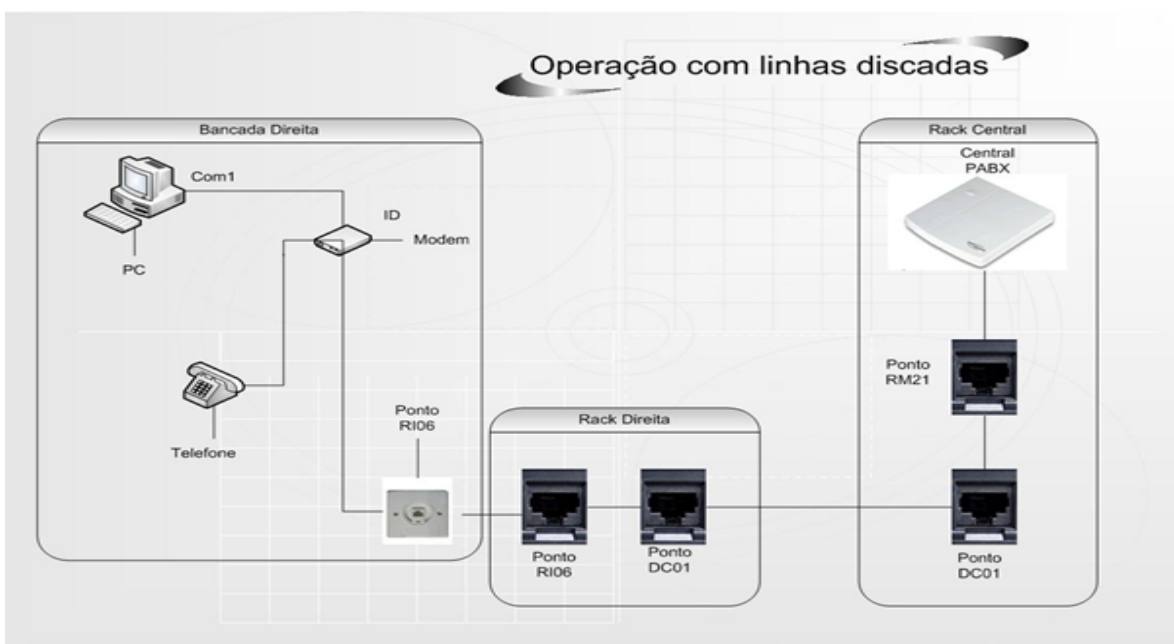 Operação com linhas discadas
Bancada Direita
Com1
ID
Modem
PC
Telefone
Ponto
RI06
Rack Direita
Ponto
RI06
Ponto
DC01
Rack Central
Central
PABX
Ponto
RM21
Ponto
DC01